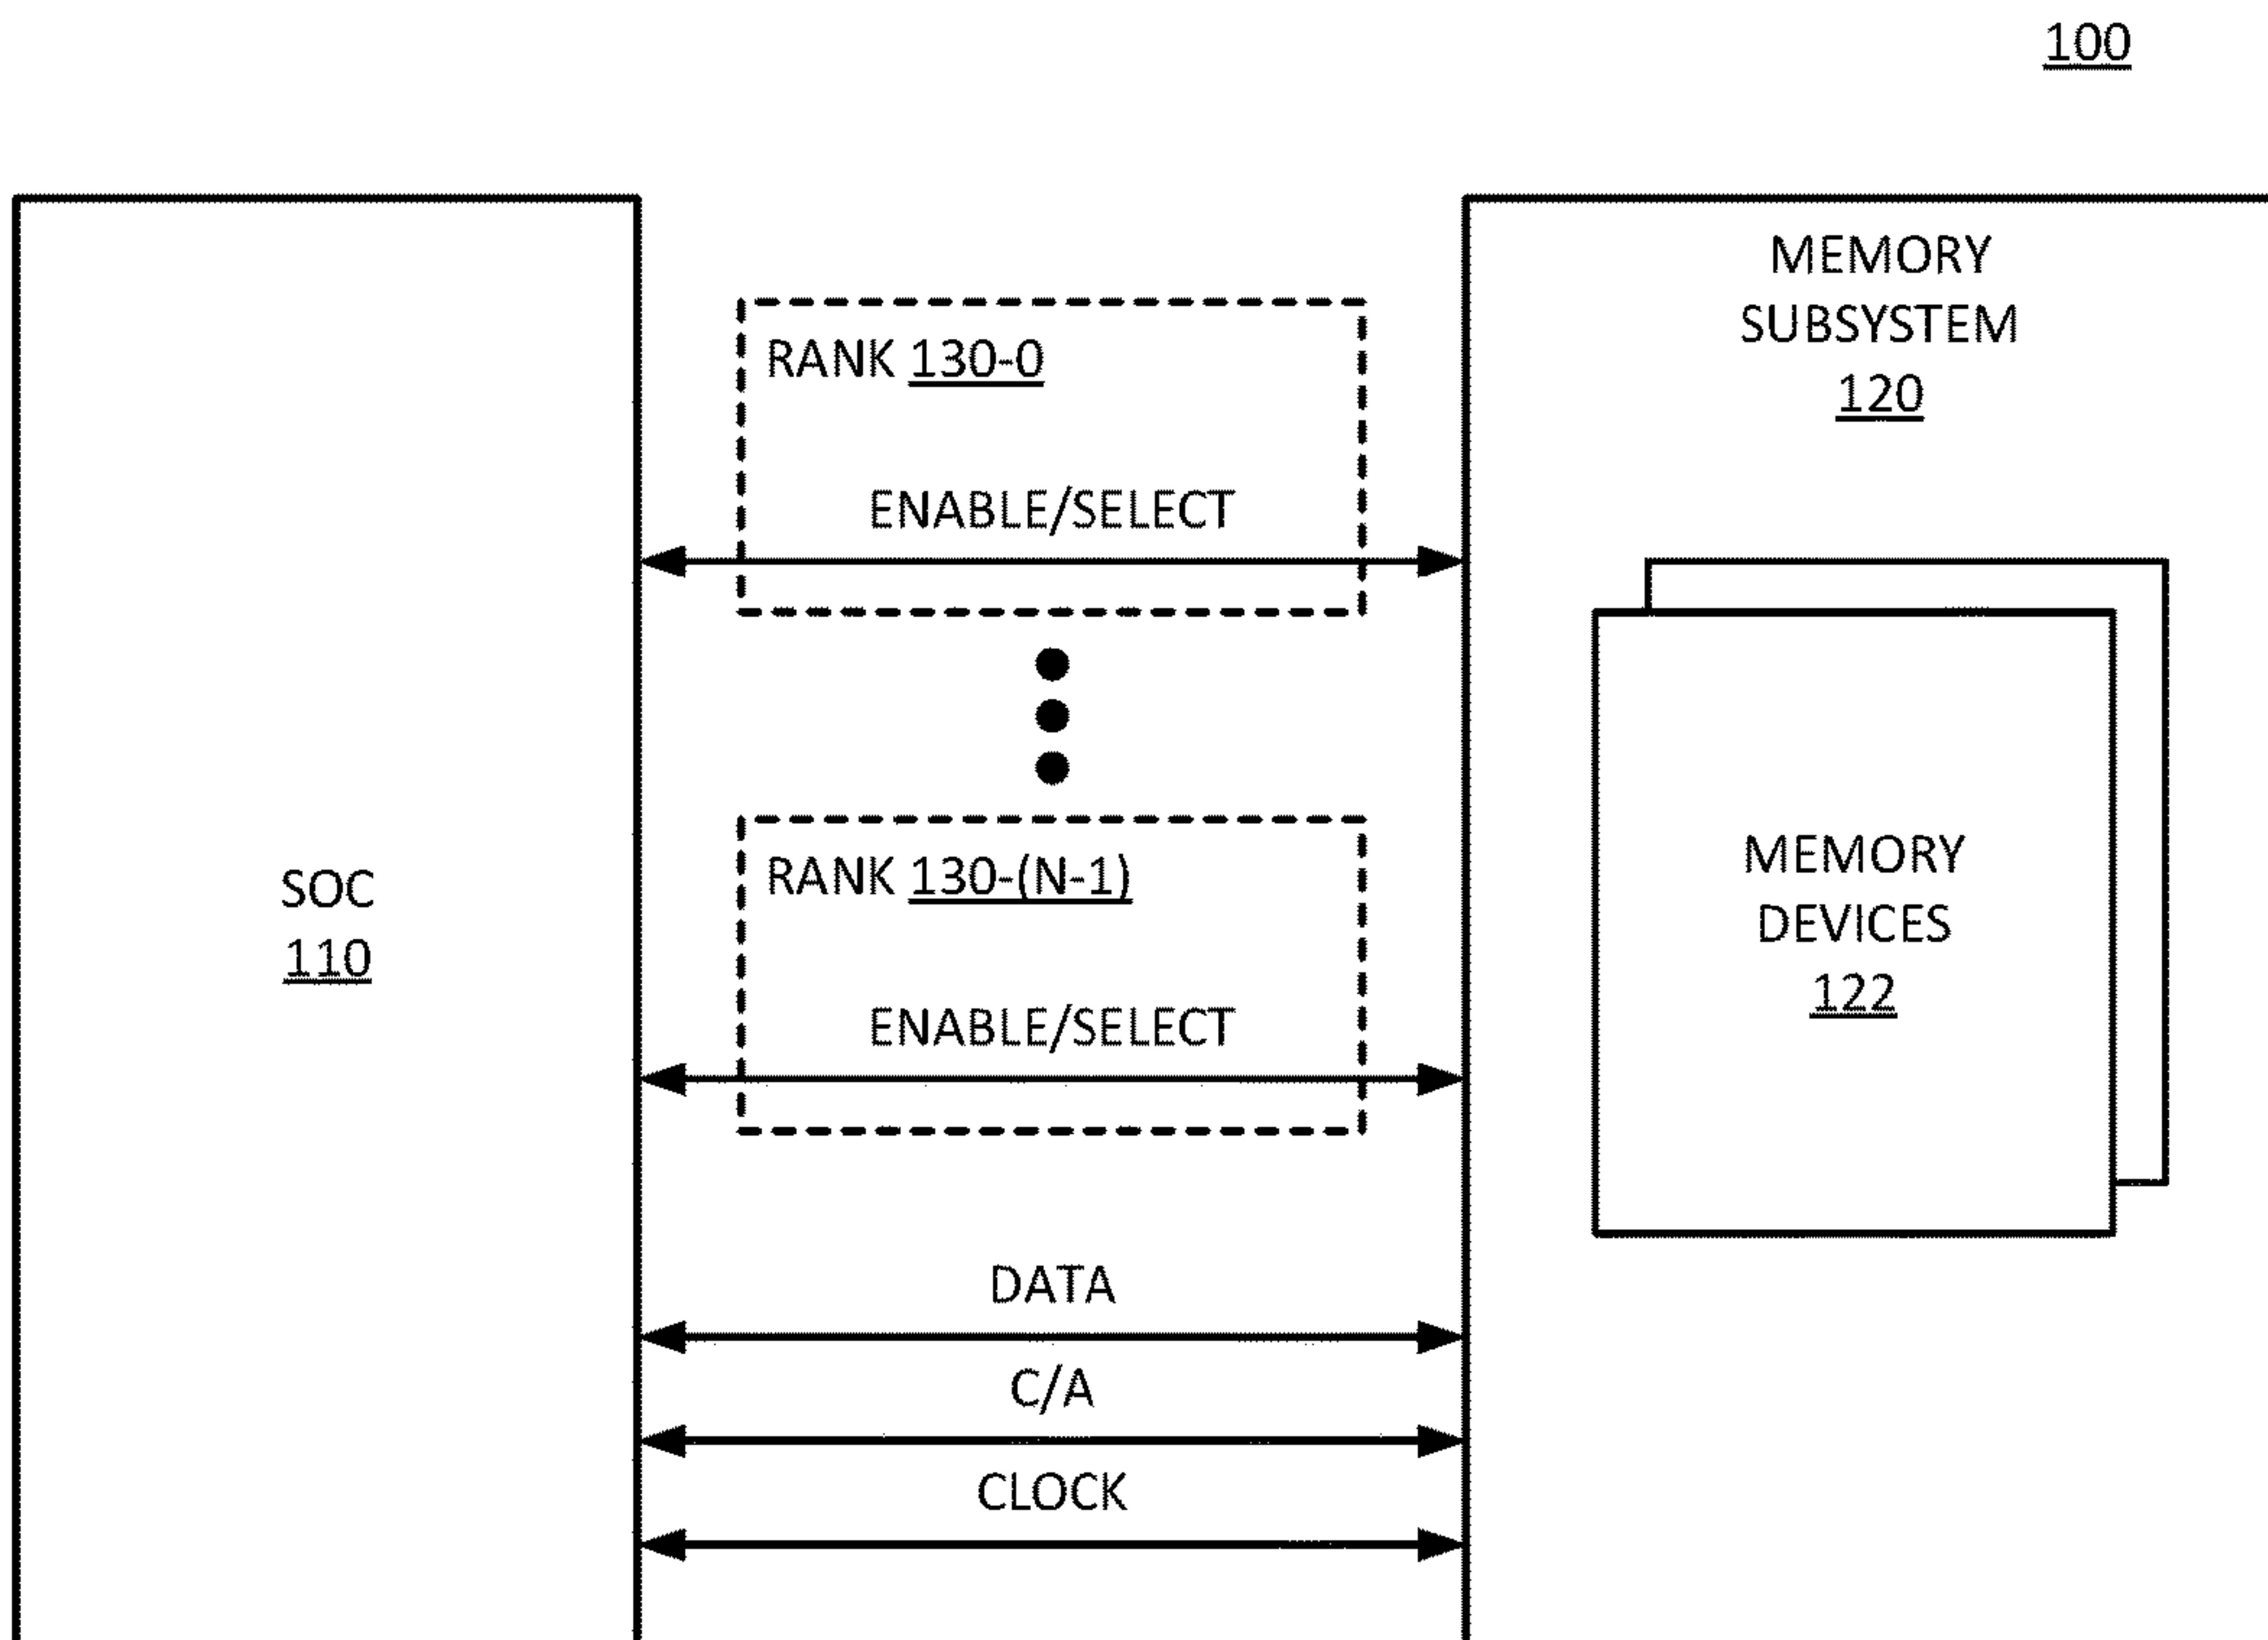 100
MEMORY
SUBSYSTEM
120
RANK 130-0
ENABLE/SELECT
RANK 130-(N-1)
ENABLE/SELECT
SOC
110
MEMORY
DEVICES
122
DATA
C/A
CLOCK